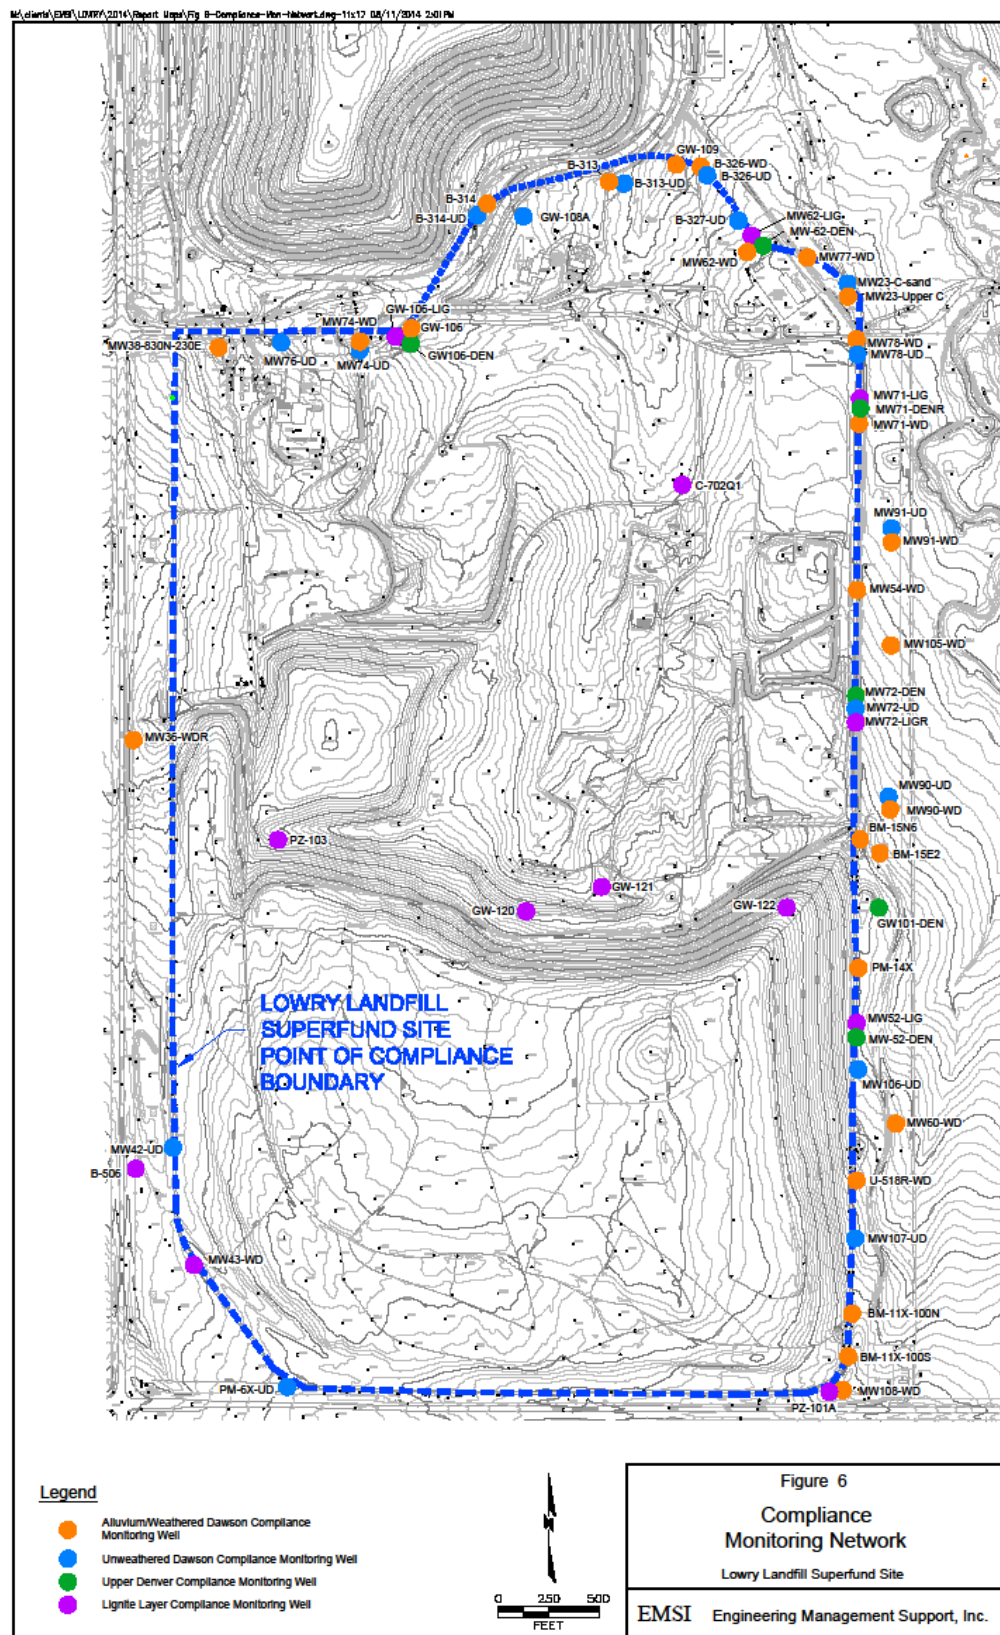 GW-109
B-313
B-326-WD
B-326-UD
B-313-UD
B-314
B-314-UD
GW-108A
B-327-UD
MW62-LIG
MW-62-DEN
MW62-WD
MW77-WD
MW23-C-sand
MW23-Upper C
GW-106-LIG
MW74-WD
GW-106
MW38-830N-230E
MW76-UD
MW74-UD
GW106-DEN
MW78-WD
MW78-UD
MW71-LIG
MW71-DENR
MW71-WD
C-702Q1
MW91-UD
MW91-WD
MW54-WD
MW105-WD
MW72-DEN
MW72-UD
MW72-LIGR
MW36-WDR
MW90-UD
MW90-WD
BM-15N6
PZ-103
BM-15E2
GW-121
GW-120
GW-122
GW101-DEN
PM-14X
LOWRY LANDFILL
SUPERFUND SITE
POINT OF COMPLIANCE
BOUNDARY
MW52-LIG
MW-52-DEN
MW106-UD
MW60-WD
MW42-UD
B-506
U-518R-WD
MW107-UD
MW43-WD
BM-11X-100N
BM-11X-100S
PM-6X-UD
MW108-WD
PZ-101A
Legend
Alluvium/Weathered Dawson Compliance
Monitoring Well
Unweathered Dawson Compliance Monitoring Well
Upper Denver Compliance Monitoring Well
Lignite Layer Compliance Monitoring Well
N
0 250 500
FEET
Figure 6
Compliance
Monitoring Network
Lowry Landfill Superfund Site
EMSI Engineering Management Support, Inc.